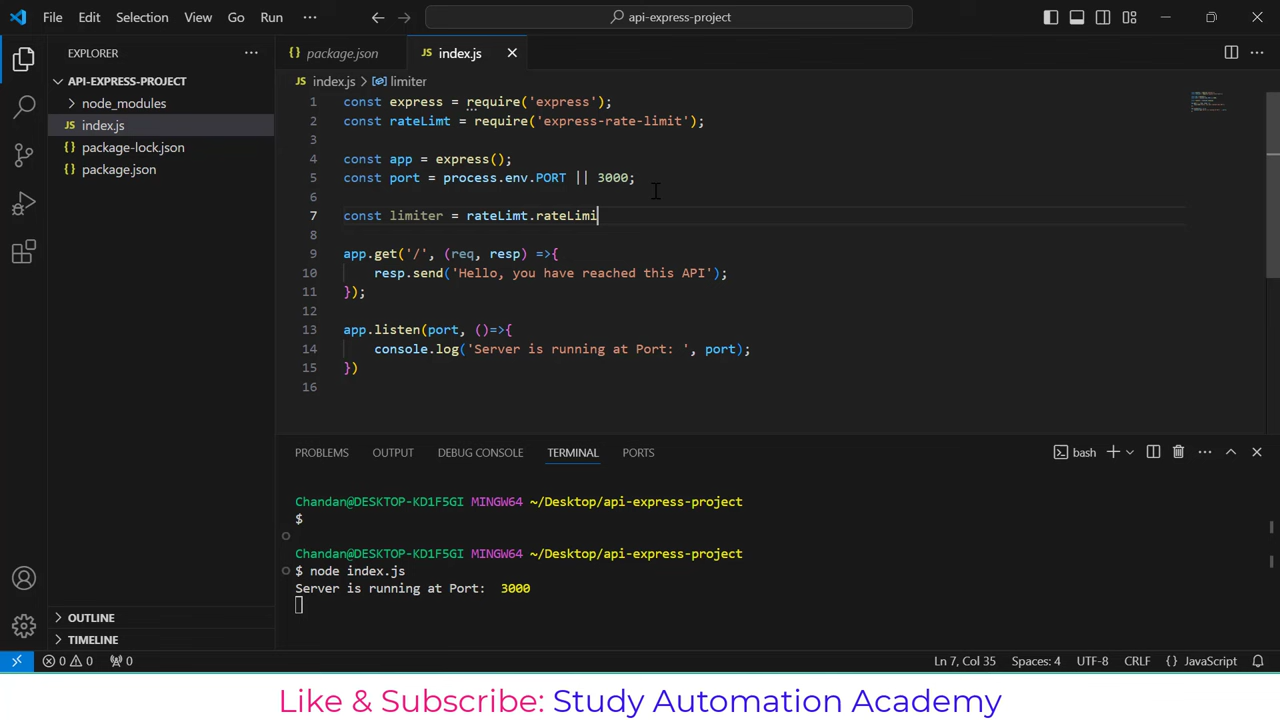 File Edit Selection View Go Run ··· api-express-project
EXPLORER ···
API-EXPRESS-PROJECT
node_modules
JS index.js
{} package-lock.json
{} package.json
OUTLINE
TIMELINE
{} package.json JS index.js
JS index.js > limiter
1 const express = require('express');
2 const rateLimt = require('express-rate-limit');
3
4 const app = express();
5 const port = process.env.PORT || 3000;
6
7 const limiter = rateLimt.rateLimi
8
9 app.get('/', (req, resp) =>{
10 resp.send('Hello, you have reached this API');
11 });
12
13 app.listen(port, ()=>{
14 console.log('Server is running at Port: ', port);
15 })
16
PROBLEMS OUTPUT DEBUG CONSOLE TERMINAL PORTS bash
Chandan@DESKTOP-KD1F5GI MINGW64 ~/Desktop/api-express-project
$
Chandan@DESKTOP-KD1F5GI MINGW64 ~/Desktop/api-express-project
$ node index.js
Server is running at Port: 3000
0 0 0 Ln 7, Col 35 Spaces: 4 UTF-8 CRLF {} JavaScript
Like & Subscribe: Study Automation Academy